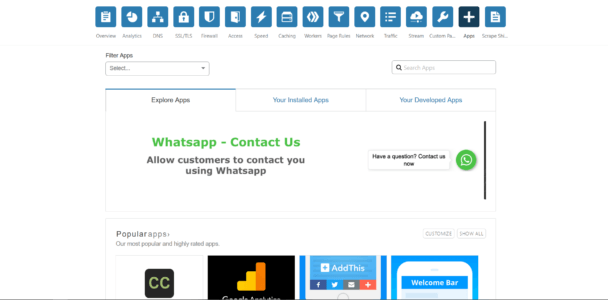 Overview Analytics DNS SSL/TLS Firewall Access Speed Caching Workers Page Rules Network Traffic Stream Custom Pa... Apps Scrape Sh...
Filter Apps
Select...
Search Apps
Explore Apps
Your Installed Apps
Your Developed Apps
Whatsapp - Contact Us
Allow customers to contact you
using Whatsapp
Have a question? Contact us
now
Popular apps ›
CUSTOMIZE
SHOW ALL
Our most popular and highly rated apps.
CC
Google Analytics
AddThis
Welcome Bar